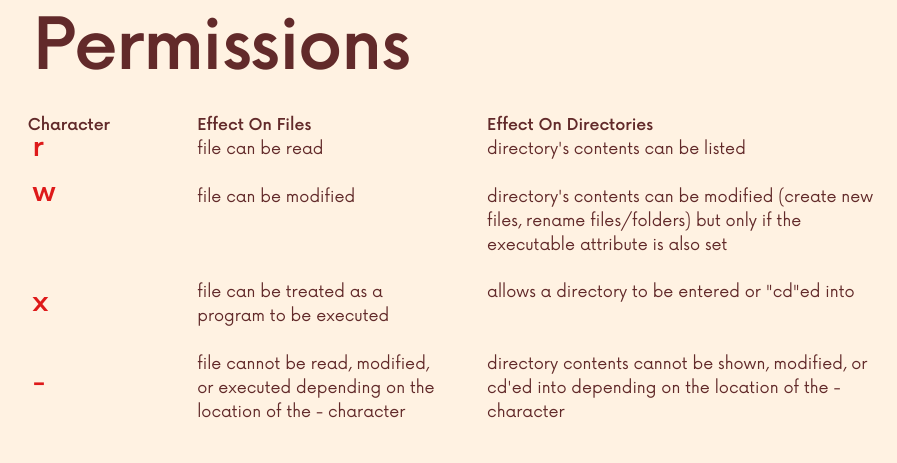 Permissions
Character Effect On Files Effect On Directories
r file can be read directory's contents can be listed
w file can be modified directory's contents can be modified (create new
files, rename files/folders) but only if the
executable attribute is also set
x file can be treated as a allows a directory to be entered or "cd"ed into
program to be executed
- file cannot be read, modified, directory contents cannot be shown, modified, or
or executed depending on the cd'ed into depending on the location of the -
location of the - character character